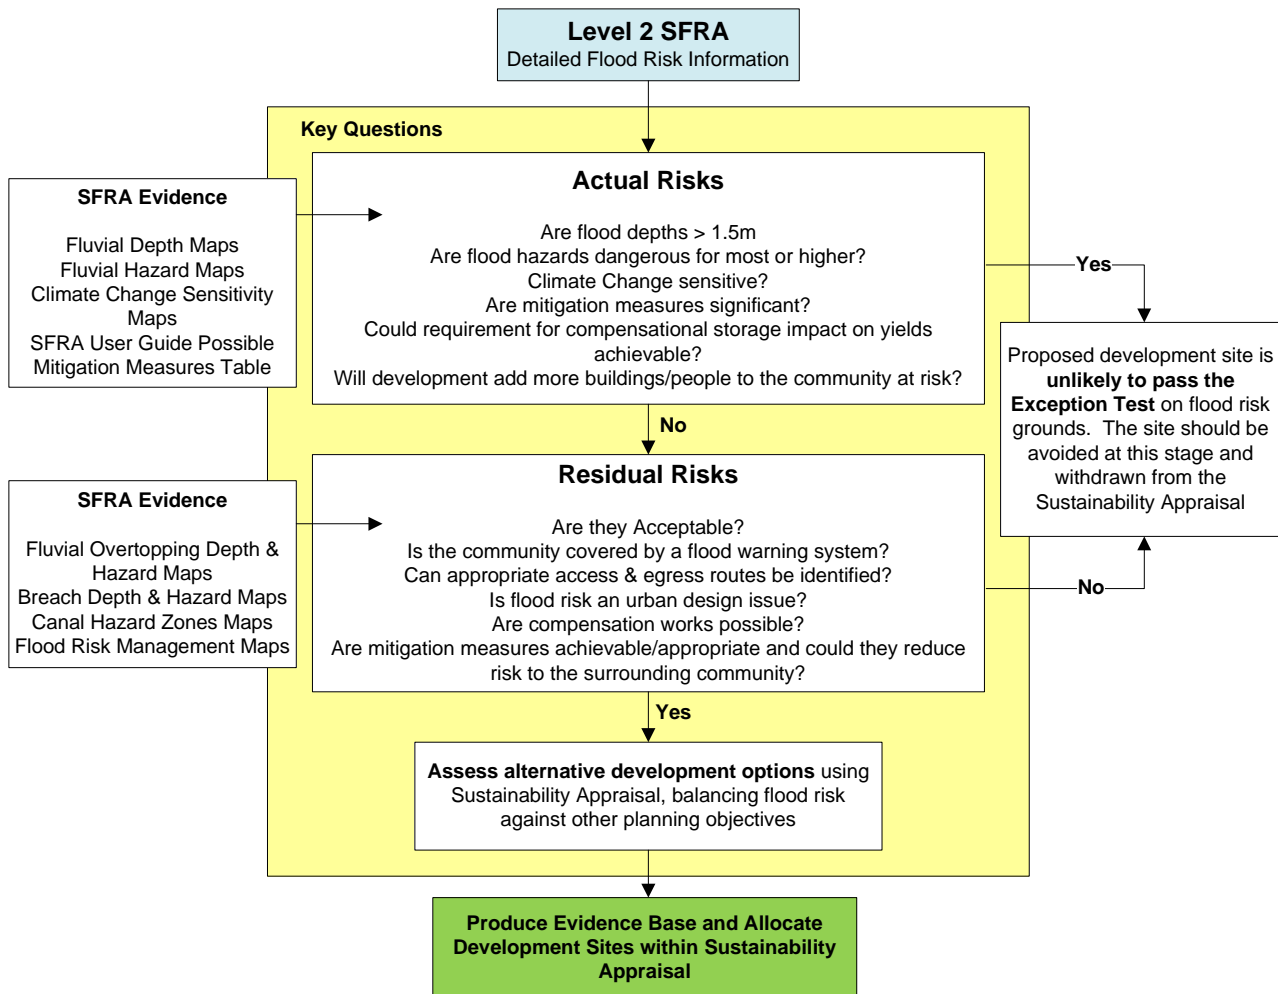 Level 2 SFRA
Detailed Flood Risk Information
Key Questions
SFRA Evidence
Fluvial Depth Maps
Fluvial Hazard Maps
Climate Change Sensitivity
Maps
SFRA User Guide Possible
Mitigation Measures Table
Actual Risks
Are flood depths > 1.5m
Are flood hazards dangerous for most or higher?
Climate Change sensitive?
Are mitigation measures significant?
Could requirement for compensational storage impact on yields
achievable?
Will development add more buildings/people to the community at risk?
Yes
Proposed development site is
unlikely to pass the
Exception Test on flood risk
grounds. The site should be
avoided at this stage and
withdrawn from the
Sustainability Appraisal
No
SFRA Evidence
Fluvial Overtopping Depth &
Hazard Maps
Breach Depth & Hazard Maps
Canal Hazard Zones Maps
Flood Risk Management Maps
Residual Risks
Are they Acceptable?
Is the community covered by a flood warning system?
Can appropriate access & egress routes be identified?
Is flood risk an urban design issue?
Are compensation works possible?
Are mitigation measures achievable/appropriate and could they reduce
risk to the surrounding community?
No
Yes
Assess alternative development options using
Sustainability Appraisal, balancing flood risk
against other planning objectives
Produce Evidence Base and Allocate
Development Sites within Sustainability
Appraisal